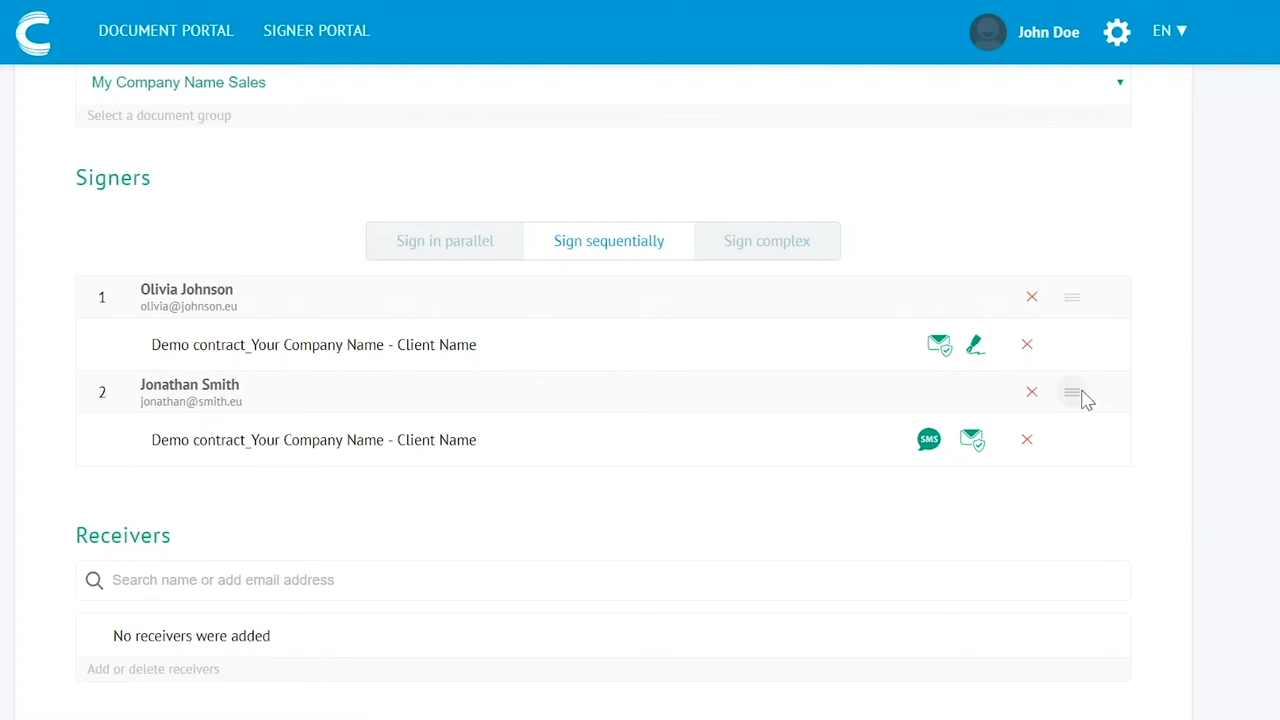 DOCUMENT PORTAL
SIGNER PORTAL
John Doe
EN ▼
My Company Name Sales
Select a document group
Signers
Sign in parallel
Sign sequentially
Sign complex
1
Olivia Johnson
olivia@johnson.eu
Demo contract_Your Company Name - Client Name
2
Jonathan Smith
jonathan@smith.eu
Demo contract_Your Company Name - Client Name
SMS
Receivers
Search name or add email address
No receivers were added
Add or delete receivers